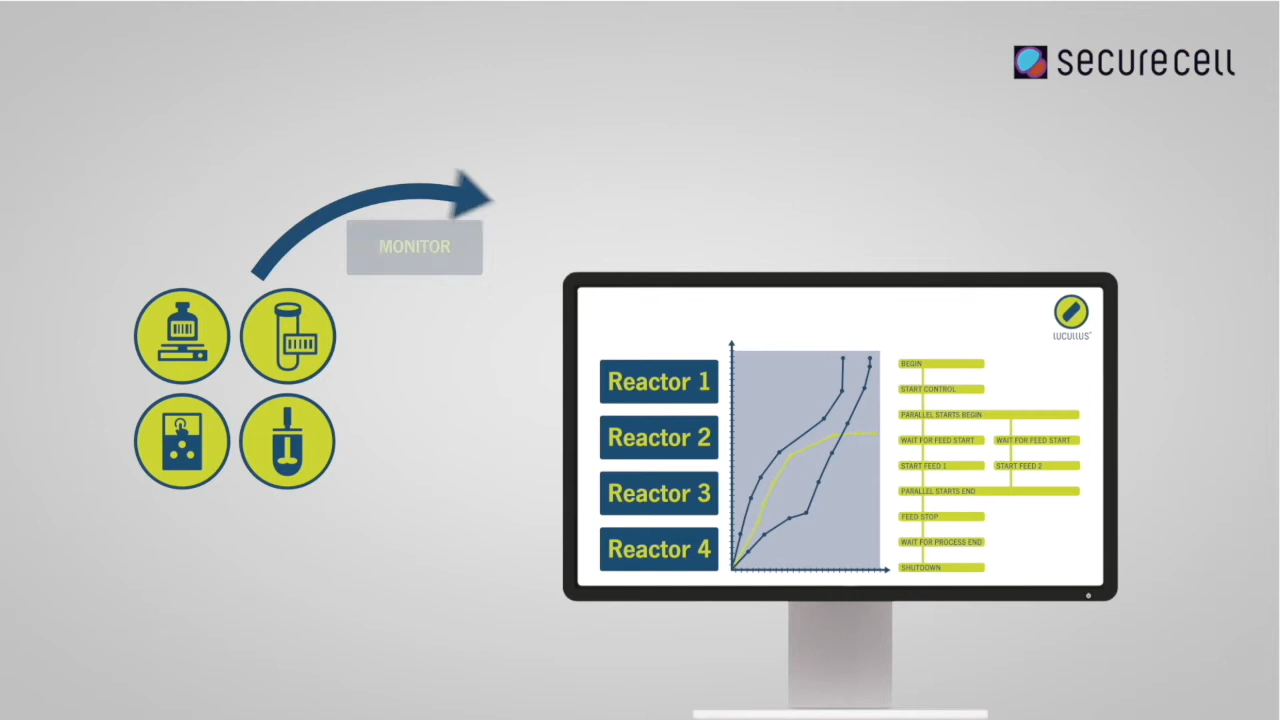 securecell
MONITOR
LUCULLUS®
Reactor 1
Reactor 2
Reactor 3
Reactor 4
BEGIN
START CONTROL
PARALLEL STARTS BEGIN
WAIT FOR FEED START WAIT FOR FEED START
START FEED 1 START FEED 2
PARALLEL STARTS END
FEED STOP
WAIT FOR PROCESS END
SHUTDOWN